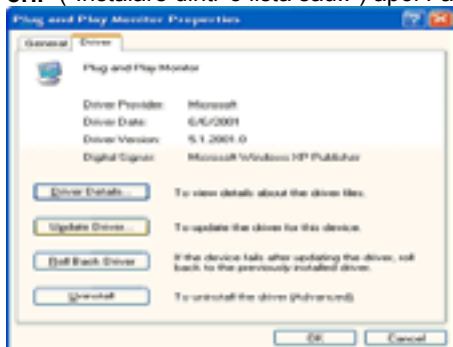 Plug and Play Monitor Properties
General Driver
Plug and Play Monitor
Driver Provider: Microsoft
Driver Date: 6/6/2001
Driver Version: 5.1.2001.0
Digital Signer: Microsoft Windows XP Publisher
Driver Details... To view details about the driver files.
Update Driver... To update the driver for this device.
Roll Back Driver If the device fails after updating the driver, roll
back to the previously installed driver.
Uninstall To uninstall the driver (Advanced).
OK Cancel